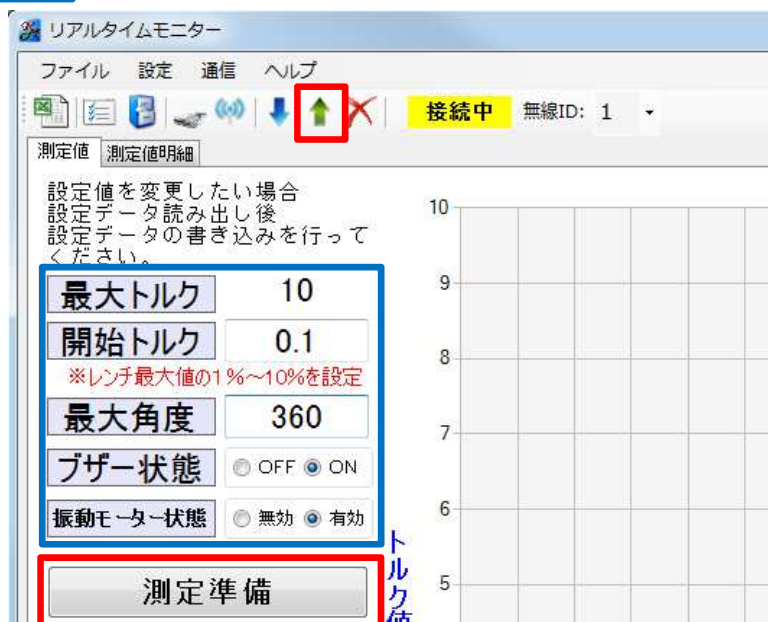 リアルタイムモニター
ファイル 設定 通信 ヘルプ
接続中 無線ID: 1
測定値 測定値明細
設定値を変更したい場合
設定データ読み出し後
設定データの書き込みを行って
ください。
最大トルク 10
開始トルク 0.1
※レンチ最大値の1%~10%を設定
最大角度 360
ブザー状態 OFF ON
振動モーター状態 無効 有効
測定準備
10
9
8
7
6
5
トルク値